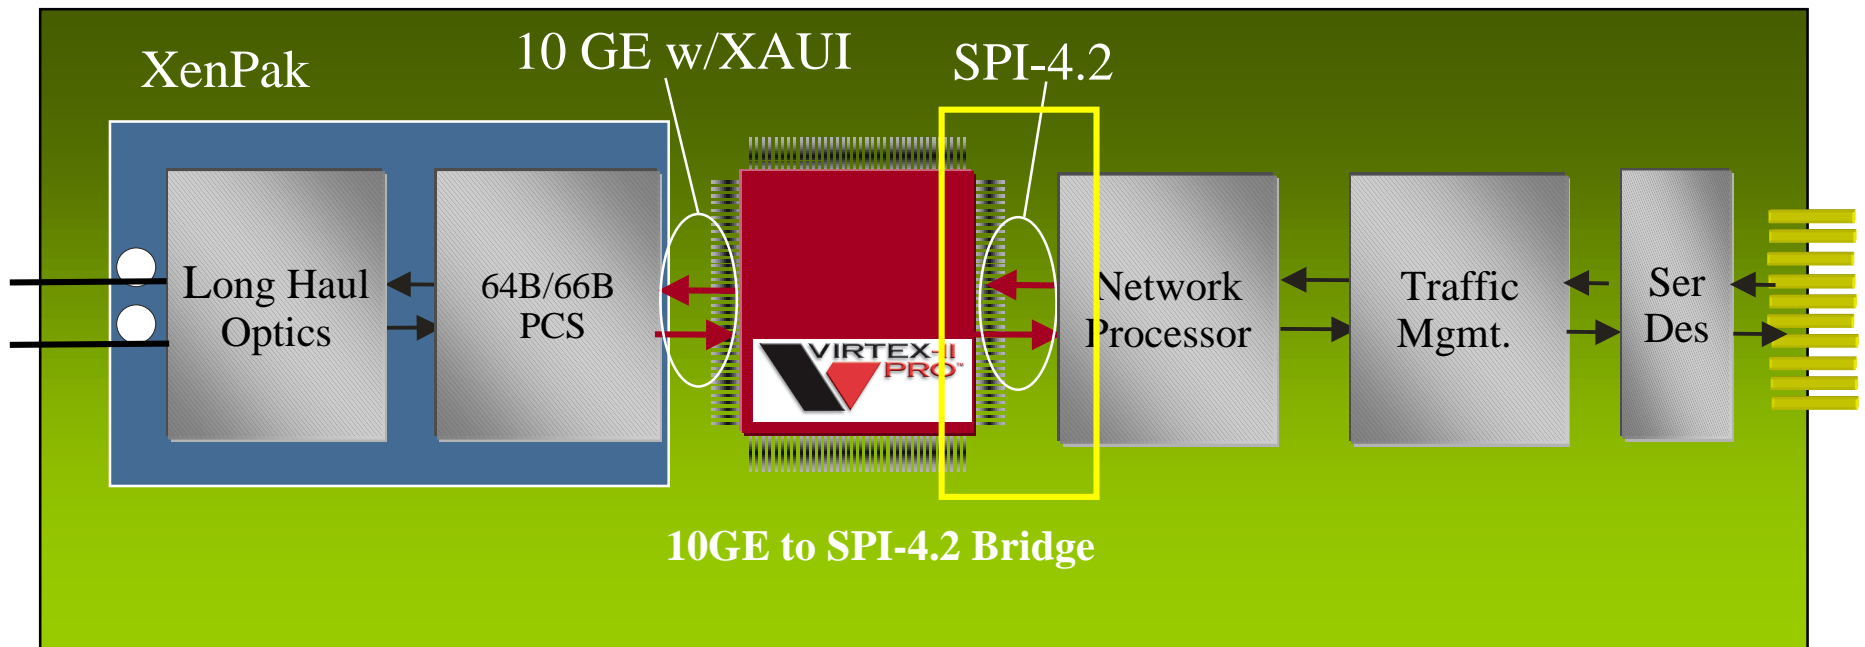 XenPak
10 GE w/XAUI
SPI-4.2
Long Haul
Optics
64B/66B
PCS
VIRTEX-II
PRO™
Network
Processor
Traffic
Mgmt.
Ser
Des
10GE to SPI-4.2 Bridge